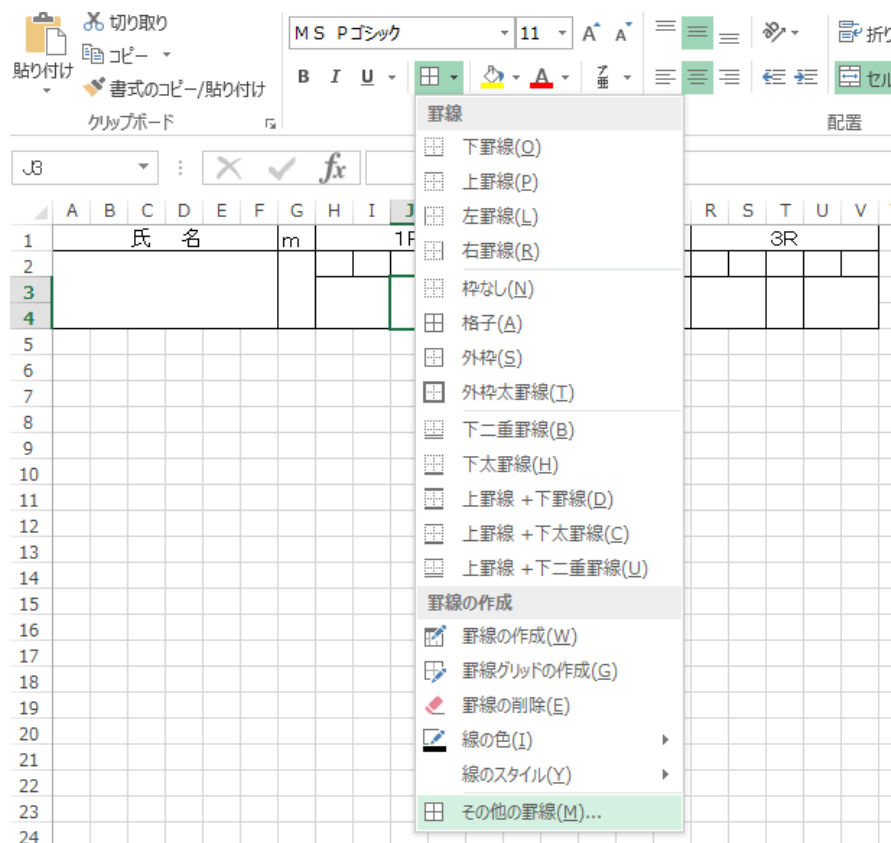 切り取り
コピー
貼り付け
書式のコピー/貼り付け
クリップボード
ＭＳ Ｐゴシック
11
A A
B I U
A
ア
亜
折り
セル
配置
J3
fx
A B C D E F G H I J R S T U V
1 氏 名 m 1R 3R
2
3
4
5
6
7
8
9
10
11
12
13
14
15
16
17
18
19
20
21
22
23
24
罫線
下罫線(O)
上罫線(P)
左罫線(L)
右罫線(R)
枠なし(N)
格子(A)
外枠(S)
外枠太罫線(T)
下二重罫線(B)
下太罫線(H)
上罫線 +下罫線(D)
上罫線 +下太罫線(C)
上罫線 +下二重罫線(U)
罫線の作成
罫線の作成(W)
罫線グリッドの作成(G)
罫線の削除(E)
線の色(I)
線のスタイル(Y)
その他の罫線(M)...